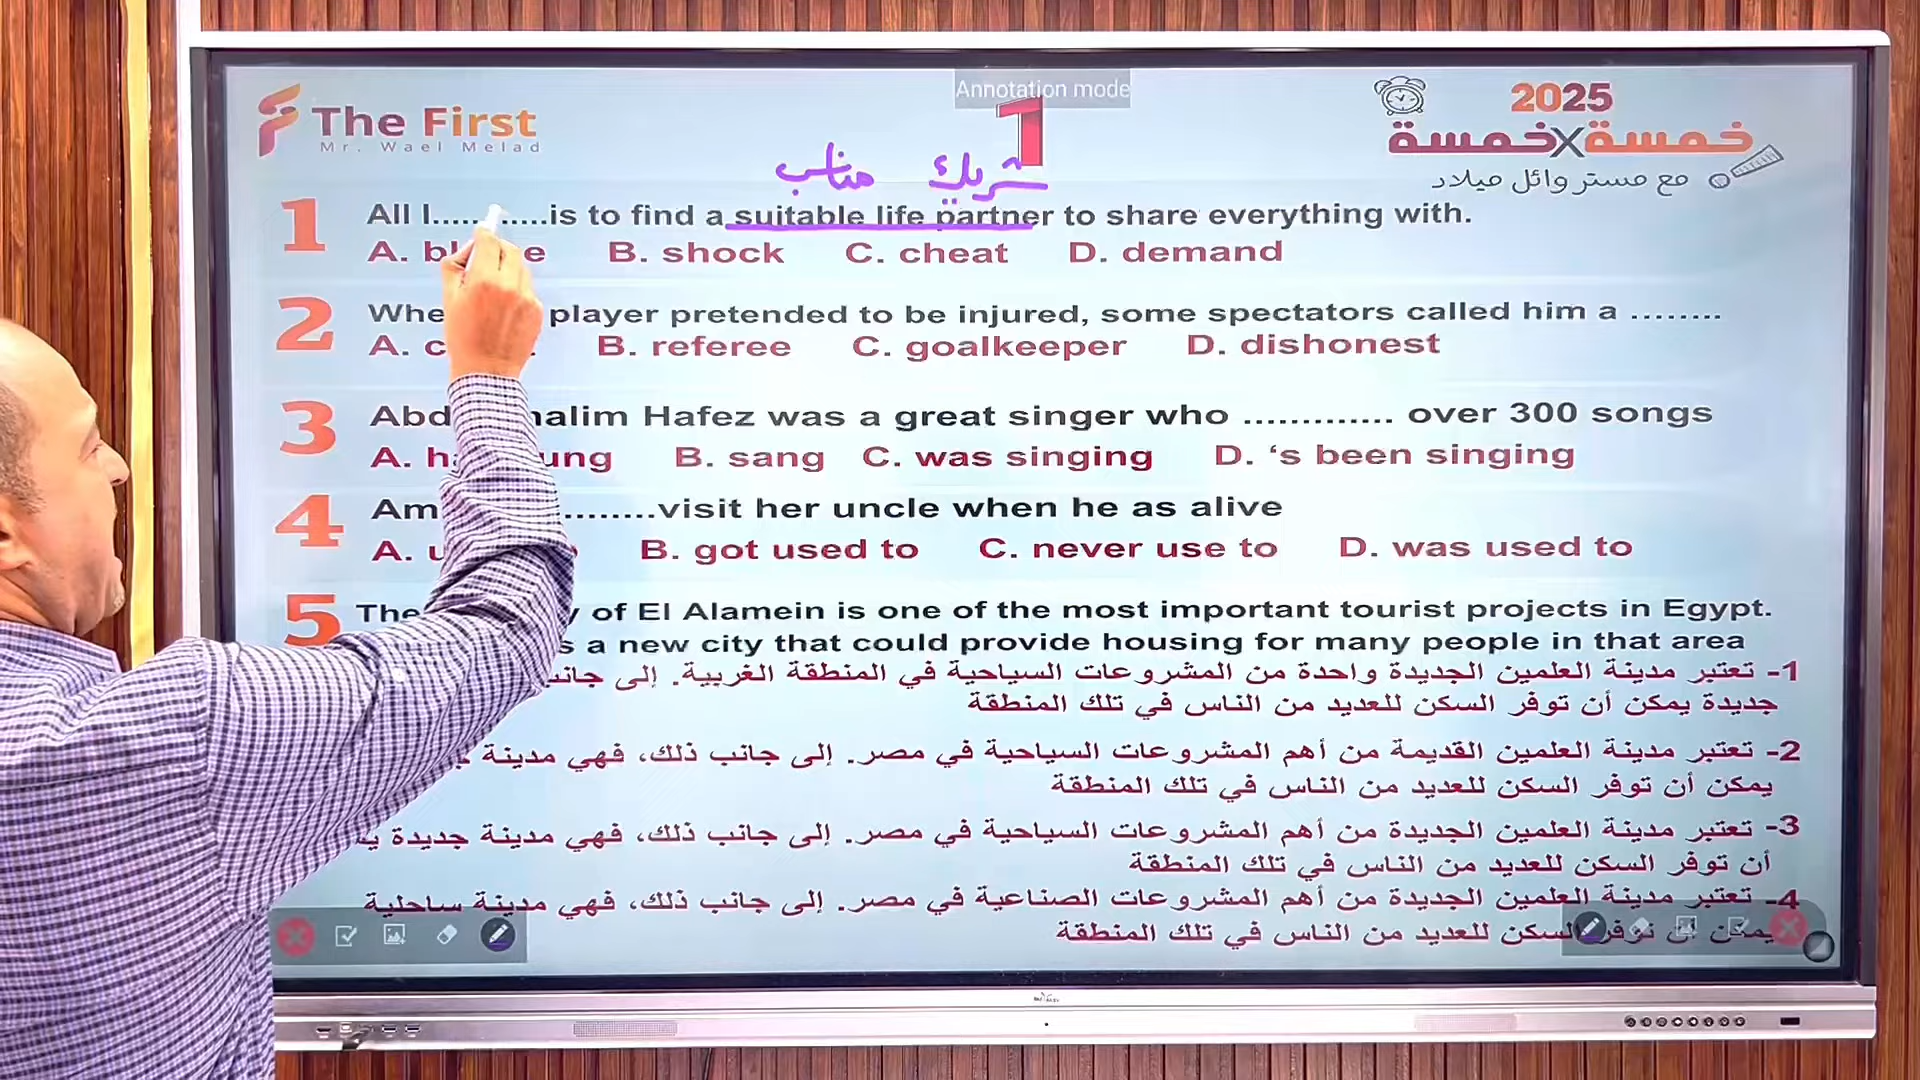 The First
Mr. Wael Melad
Annotation mode
1
2025
خمسةXخمسة
مع مستر وائل ميلاد
شريك مناسب
1 All I............is to find a suitable life partner to share everything with.
A. B. shock C. cheat D. demand
2 player pretended to be injured, some spectators called him a ........
A. B. referee C. goalkeeper D. dishonest
3 Hafez was a great singer who ............. over 300 songs
A. B. sang C. was singing D. ‘s been singing
4 .........visit her uncle when he as alive
A. B. got used to C. never use to D. was used to
5 The of El Alamein is one of the most important tourist projects in Egypt.
a new city that could provide housing for many people in that area
1- تعتبر مدينة العلمين الجديدة واحدة من المشروعات السياحية في المنطقة الغربية. إلى
جديدة يمكن أن توفر السكن للعديد من الناس في تلك المنطقة
2- تعتبر مدينة العلمين القديمة من أهم المشروعات السياحية في مصر. إلى جانب ذلك، فهي مدينة
يمكن أن توفر السكن للعديد من الناس في تلك المنطقة
3- تعتبر مدينة العلمين الجديدة من أهم المشروعات السياحية في مصر. إلى جانب ذلك، فهي مدينة جديدة
أن توفر السكن للعديد من الناس في تلك المنطقة
4- تعتبر مدينة العلمين الجديدة من أهم المشروعات الصناعية في مصر. إلى جانب ذلك، فهي مدينة ساحلية
يمكن أن توفر السكن للعديد من الناس في تلك المنطقة